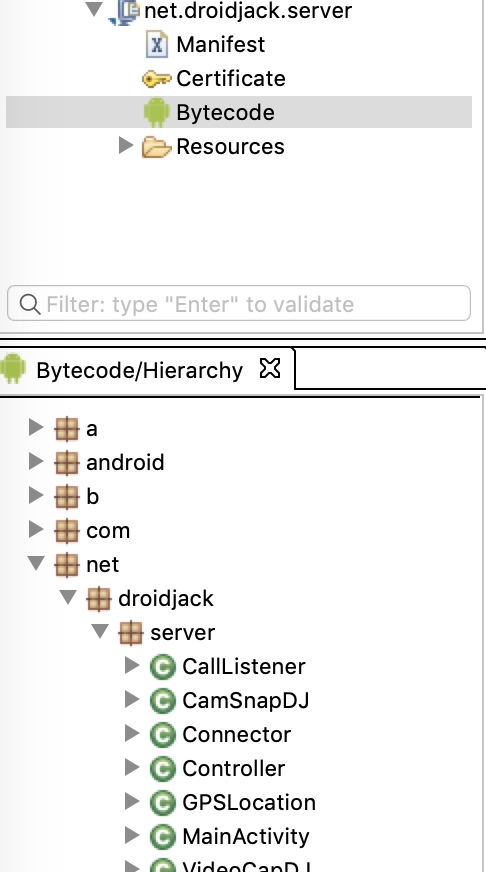 net.droidjack.server
Manifest
Certificate
Bytecode
Resources
Filter: type "Enter" to validate
Bytecode/Hierarchy
a
android
b
com
net
droidjack
server
CallListener
CamSnapDJ
Connector
Controller
GPSLocation
MainActivity
VideoCapDJ